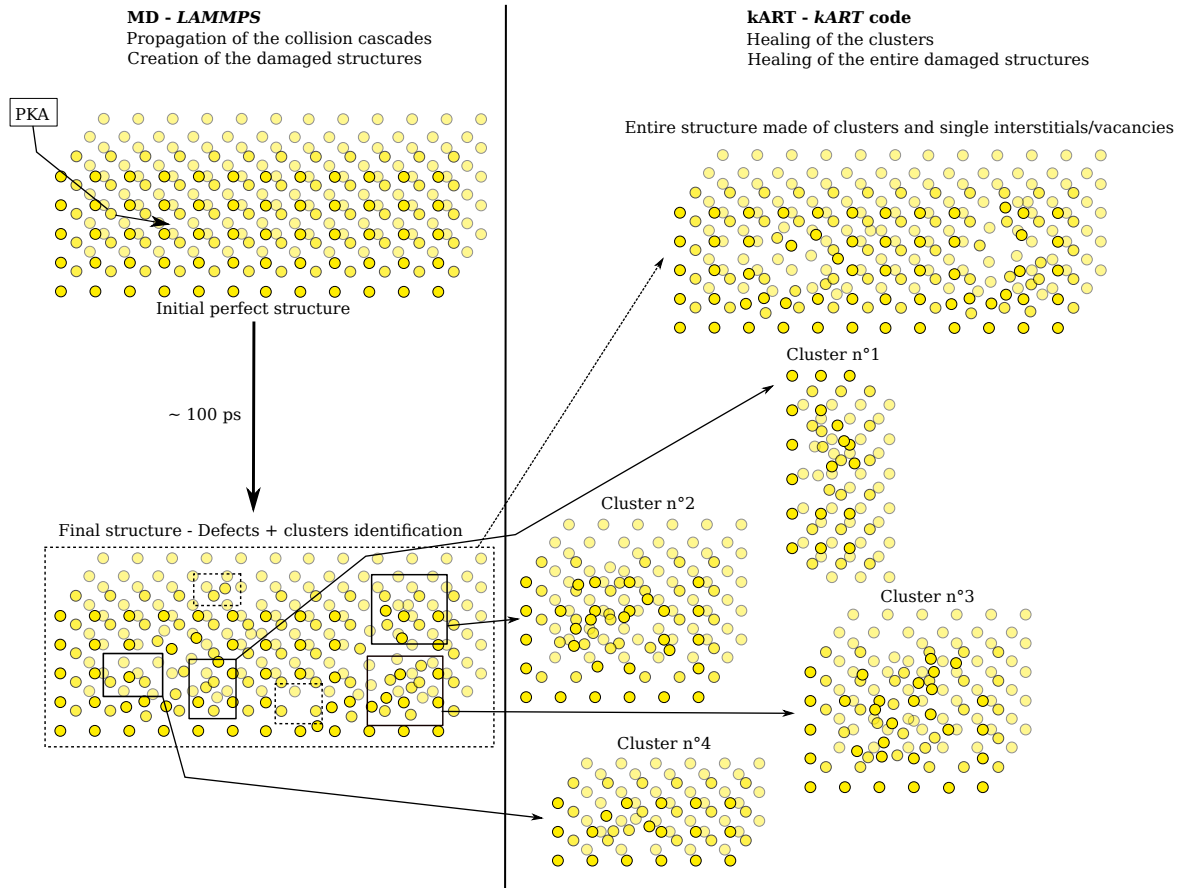 MD - LAMMPS
Propagation of the collision cascades
Creation of the damaged structures
kART - kART code
Healing of the clusters
Healing of the entire damaged structures
PKA
Entire structure made of clusters and single interstitials/vacancies
Initial perfect structure
Cluster n°1
~ 100 ps
Cluster n°2
Final structure - Defects + clusters identification
Cluster n°3
Cluster n°4